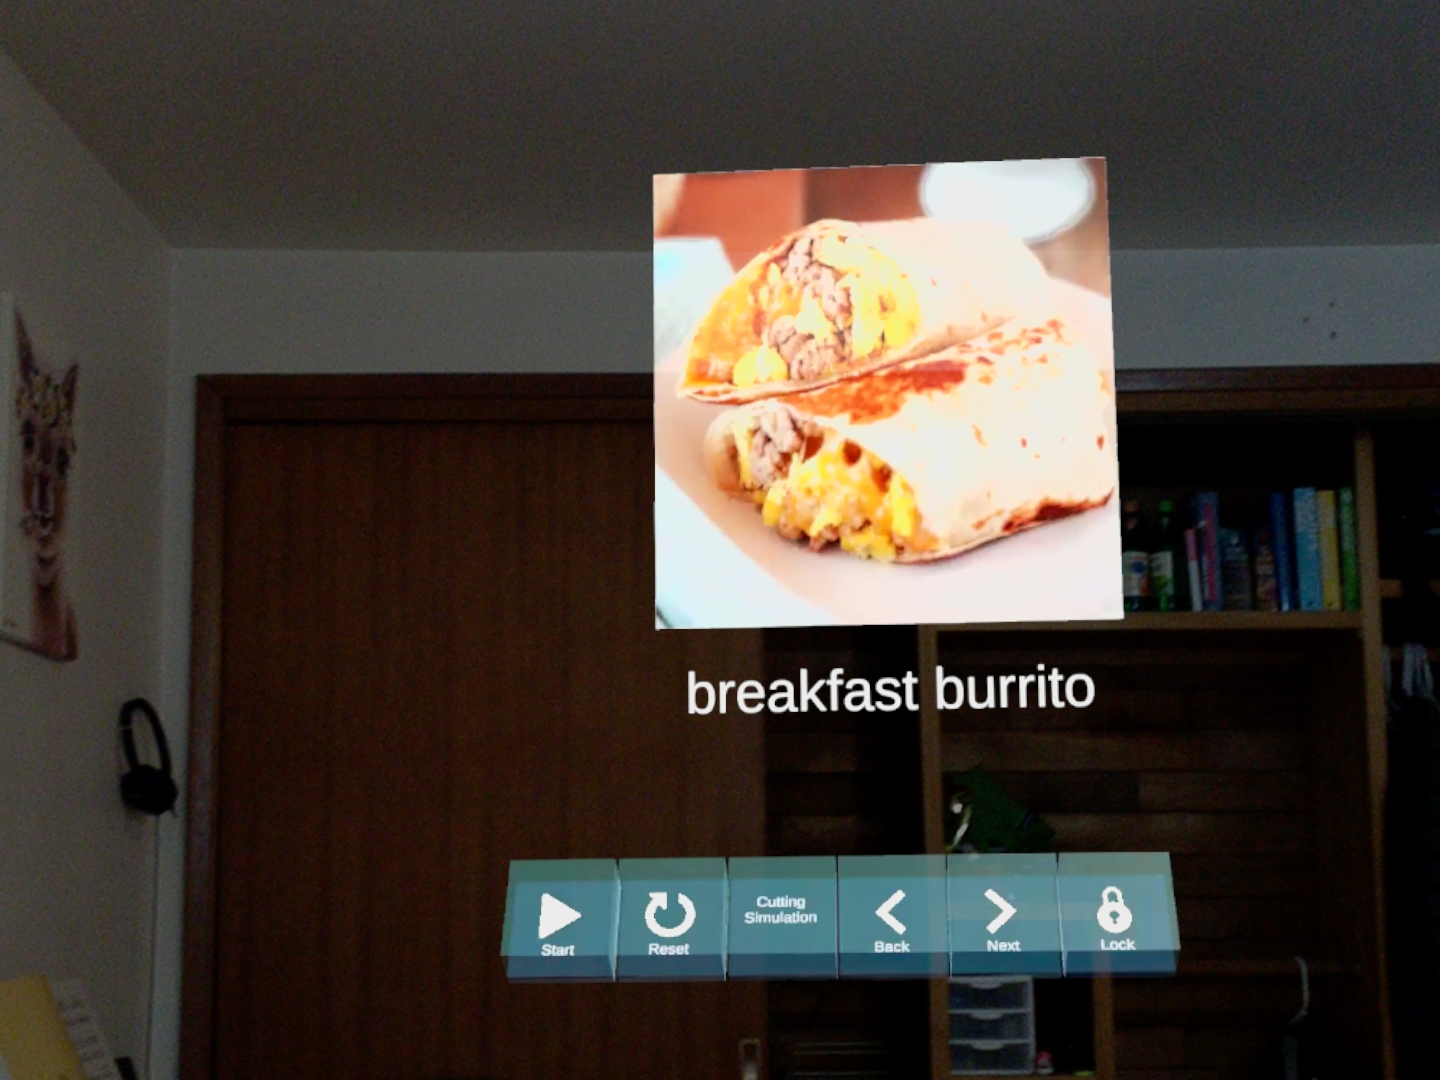 breakfast burrito
Start
Reset
Cutting
Simulation
Back
Next
Lock